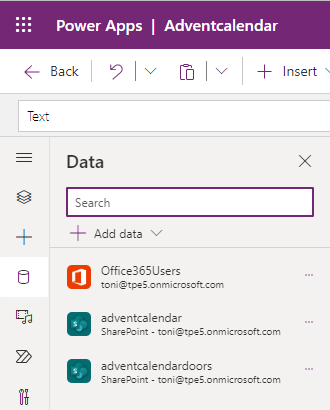 Power Apps | Adventcalendar
Back
Insert
Text
Data
Search
Add data
Office365Users
toni@tpe5.onmicrosoft.com
adventcalendar
SharePoint - toni@tpe5.onmicrosoft.com
adventcalendardoors
SharePoint - toni@tpe5.onmicrosoft.com